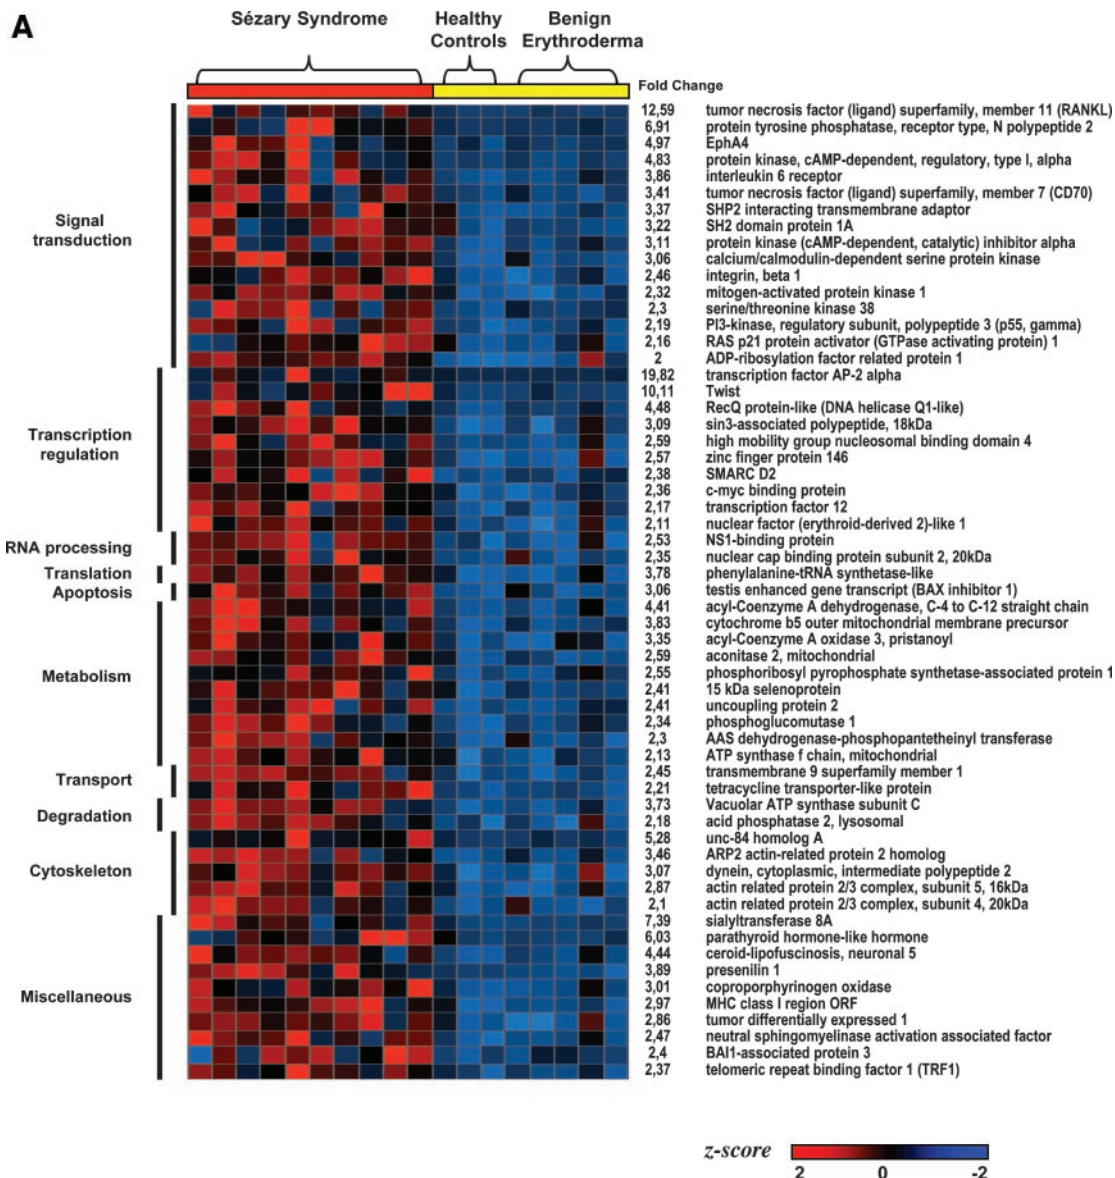 A
Sézary Syndrome
Healthy
Controls
Benign
Erythroderma
Fold Change
Signal
transduction
12,59 tumor necrosis factor (ligand) superfamily, member 11 (RANKL)
6,91 protein tyrosine phosphatase, receptor type, N polypeptide 2
4,97 EphA4
4,83 protein kinase, cAMP-dependent, regulatory, type I, alpha
3,86 interleukin 6 receptor
3,41 tumor necrosis factor (ligand) superfamily, member 7 (CD70)
3,37 SHP2 interacting transmembrane adaptor
3,22 SH2 domain protein 1A
3,11 protein kinase (cAMP-dependent, catalytic) inhibitor alpha
3,06 calcium/calmodulin-dependent serine protein kinase
2,46 integrin, beta 1
2,32 mitogen-activated protein kinase 1
2,3 serine/threonine kinase 38
2,19 PI3-kinase, regulatory subunit, polypeptide 3 (p55, gamma)
2,16 RAS p21 protein activator (GTPase activating protein) 1
2 ADP-ribosylation factor related protein 1
Transcription
regulation
19,82 transcription factor AP-2 alpha
10,11 Twist
4,48 RecQ protein-like (DNA helicase Q1-like)
3,09 sin3-associated polypeptide, 18kDa
2,59 high mobility group nucleosomal binding domain 4
2,57 zinc finger protein 146
2,38 SMARC D2
2,36 c-myc binding protein
2,17 transcription factor 12
2,11 nuclear factor (erythroid-derived 2)-like 1
RNA processing
2,53 NS1-binding protein
2,35 nuclear cap binding protein subunit 2, 20kDa
Translation
3,78 phenylalanine-tRNA synthetase-like
Apoptosis
3,06 testis enhanced gene transcript (BAX inhibitor 1)
Metabolism
4,41 acyl-Coenzyme A dehydrogenase, C-4 to C-12 straight chain
3,83 cytochrome b5 outer mitochondrial membrane precursor
3,35 acyl-Coenzyme A oxidase 3, pristanoyl
2,59 aconitase 2, mitochondrial
2,55 phosphoribosyl pyrophosphate synthetase-associated protein 1
2,41 15 kDa selenoprotein
2,41 uncoupling protein 2
2,34 phosphoglucomutase 1
2,3 AAS dehydrogenase-phosphopantetheinyl transferase
2,13 ATP synthase f chain, mitochondrial
Transport
2,45 transmembrane 9 superfamily member 1
2,21 tetracycline transporter-like protein
Degradation
3,73 Vacuolar ATP synthase subunit C
2,18 acid phosphatase 2, lysosomal
Cytoskeleton
5,28 unc-84 homolog A
3,46 ARP2 actin-related protein 2 homolog
3,07 dynein, cytoplasmic, intermediate polypeptide 2
2,87 actin related protein 2/3 complex, subunit 5, 16kDa
2,1 actin related protein 2/3 complex, subunit 4, 20kDa
Miscellaneous
7,39 sialyltransferase 8A
6,03 parathyroid hormone-like hormone
4,44 ceroid-lipofuscinosis, neuronal 5
3,89 presenilin 1
3,01 coproporphyrinogen oxidase
2,97 MHC class I region ORF
2,86 tumor differentially expressed 1
2,47 neutral sphingomyelinase activation associated factor
2,4 BAI1-associated protein 3
2,37 telomeric repeat binding factor 1 (TRF1)
z-score
2 0 -2